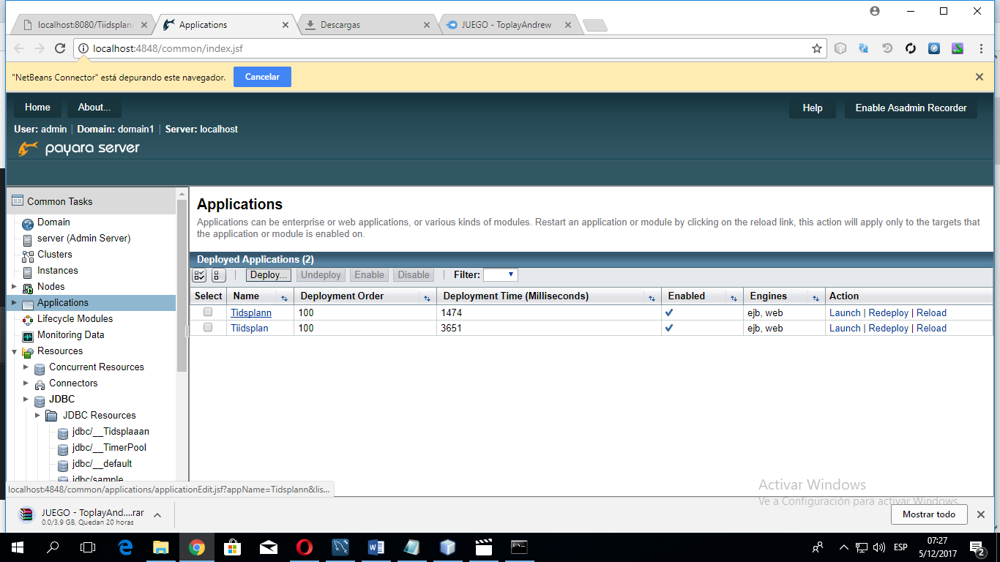 localhost:8080/Tiidsplan/
Applications
Descargas
JUEGO - ToplayAndrew
localhost:4848/common/index.jsf
"NetBeans Connector" está depurando este navegador.
Cancelar
Home
About...
Help
Enable Asadmin Recorder
User: admin | Domain: domain1 | Server: localhost
payara server
Common Tasks
Domain
server (Admin Server)
Clusters
Instances
Nodes
Applications
Lifecycle Modules
Monitoring Data
Resources
Concurrent Resources
Connectors
JDBC
JDBC Resources
jdbc/__Tidsplaaan
jdbc/__TimerPool
jdbc/__default
jdbc/sample
Applications
Applications can be enterprise or web applications, or various kinds of modules. Restart an application or module by clicking on the reload link, this action will apply only to the targets that
the application or module is enabled on.
Deployed Applications (2)
Deploy... Undeploy Enable Disable Filter:
Select Name Deployment Order Deployment Time (Milliseconds) Enabled Engines Action
Tidsplann 100 1474 ejb, web Launch | Redeploy | Reload
Tiidsplan 100 3651 ejb, web Launch | Redeploy | Reload
localhost:4848/common/applications/applicationEdit.jsf?appName=Tidsplann&lis...
Activar Windows
Ve a Configuración para activar Windows.
JUEGO - ToplayAnd....rar
0,0/3,9 GB, Quedan 20 horas
Mostrar todo
ESP
07:27
5/12/2017
2